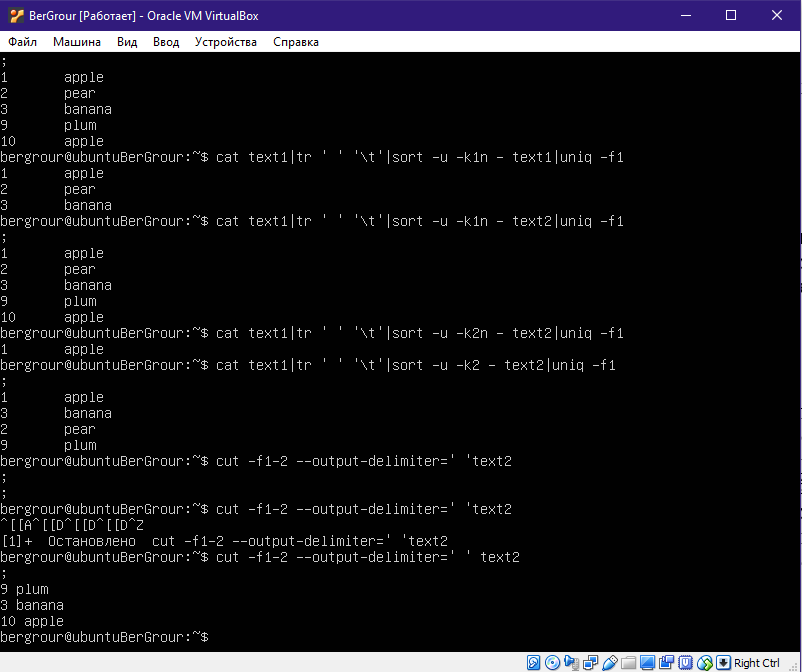 BerGrour [Работает] - Oracle VM VirtualBox
Файл Машина Вид Ввод Устройства Справка
;
1 apple
2 pear
3 banana
9 plum
10 apple
bergrour@ubuntuBerGrour:~$ cat text1|tr ' ' '\t'|sort -u -k1n - text1|uniq -f1
1 apple
2 pear
3 banana
bergrour@ubuntuBerGrour:~$ cat text1|tr ' ' '\t'|sort -u -k1n - text2|uniq -f1
;
1 apple
2 pear
3 banana
9 plum
10 apple
bergrour@ubuntuBerGrour:~$ cat text1|tr ' ' '\t'|sort -u -k2n - text2|uniq -f1
1 apple
bergrour@ubuntuBerGrour:~$ cat text1|tr ' ' '\t'|sort -u -k2 - text2|uniq -f1
;
1 apple
3 banana
2 pear
9 plum
bergrour@ubuntuBerGrour:~$ cut -f1-2 --output-delimiter=' 'text2
;
;
bergrour@ubuntuBerGrour:~$ cut -f1-2 --output-delimiter=' 'text2
^[[A^[[D^[[D^[[D^Z
[1]+ Остановлено cut -f1-2 --output-delimiter=' 'text2
bergrour@ubuntuBerGrour:~$ cut -f1-2 --output-delimiter=' ' text2
;
9 plum
3 banana
10 apple
bergrour@ubuntuBerGrour:~$
Right Ctrl